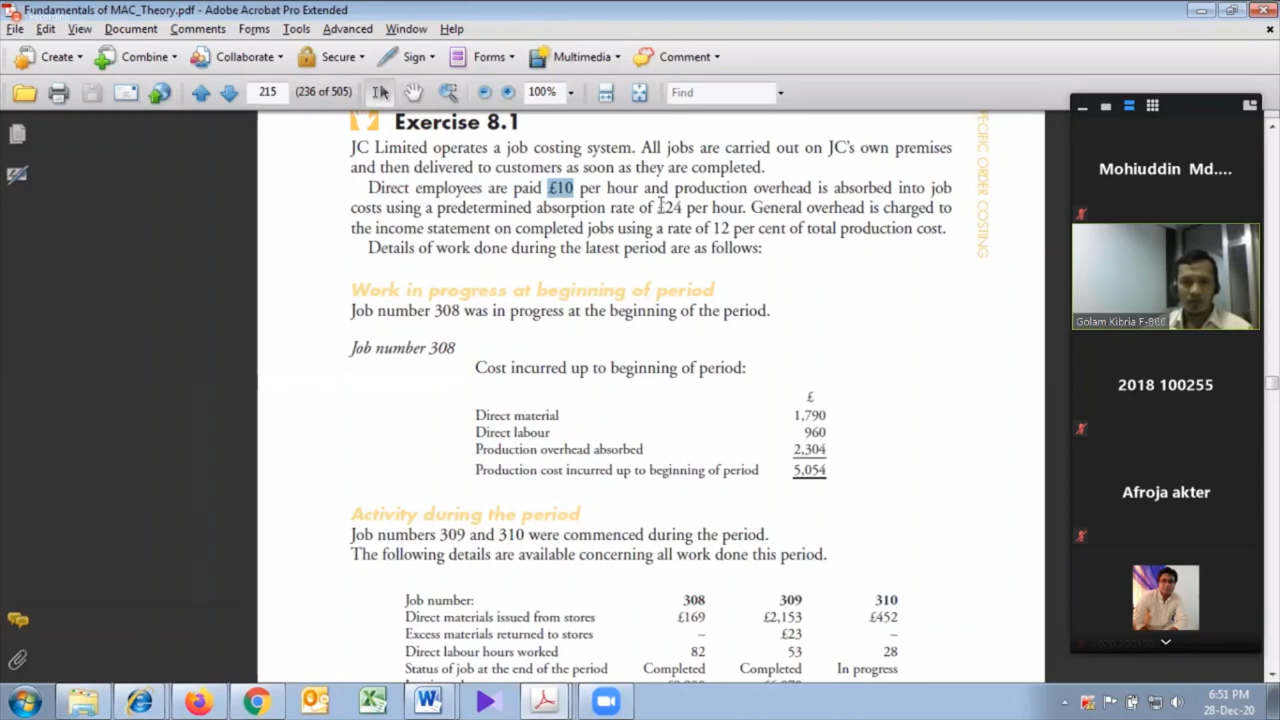 Fundamentals of MAC_Theory.pdf - Adobe Acrobat Pro Extended
Recording
File Edit View Document Comments Forms Tools Advanced Window Help
Create Combine Collaborate Secure Sign Forms Multimedia Comment
215 (236 of 505) 100% Find
Exercise 8.1
JC Limited operates a job costing system. All jobs are carried out on JC's own premises
and then delivered to customers as soon as they are completed.
Direct employees are paid £10 per hour and production overhead is absorbed into job
costs using a predetermined absorption rate of £24 per hour. General overhead is charged to
the income statement on completed jobs using a rate of 12 per cent of total production cost.
Details of work done during the latest period are as follows:
Work in progress at beginning of period
Job number 308 was in progress at the beginning of the period.
Job number 308
Cost incurred up to beginning of period:
£
Direct material 1,790
Direct labour 960
Production overhead absorbed 2,304
Production cost incurred up to beginning of period 5,054
Activity during the period
Job numbers 309 and 310 were commenced during the period.
The following details are available concerning all work done this period.
Job number: 308 309 310
Direct materials issued from stores £169 £2,153 £452
Excess materials returned to stores – £23 –
Direct labour hours worked 82 53 28
Status of job at the end of the period Completed Completed In progress
ECIFIC ORDER COSTING
Mohiuddin Md....
Golam Kibria F-806
2018 100255
Afroja akter
6:51 PM
28-Dec-20